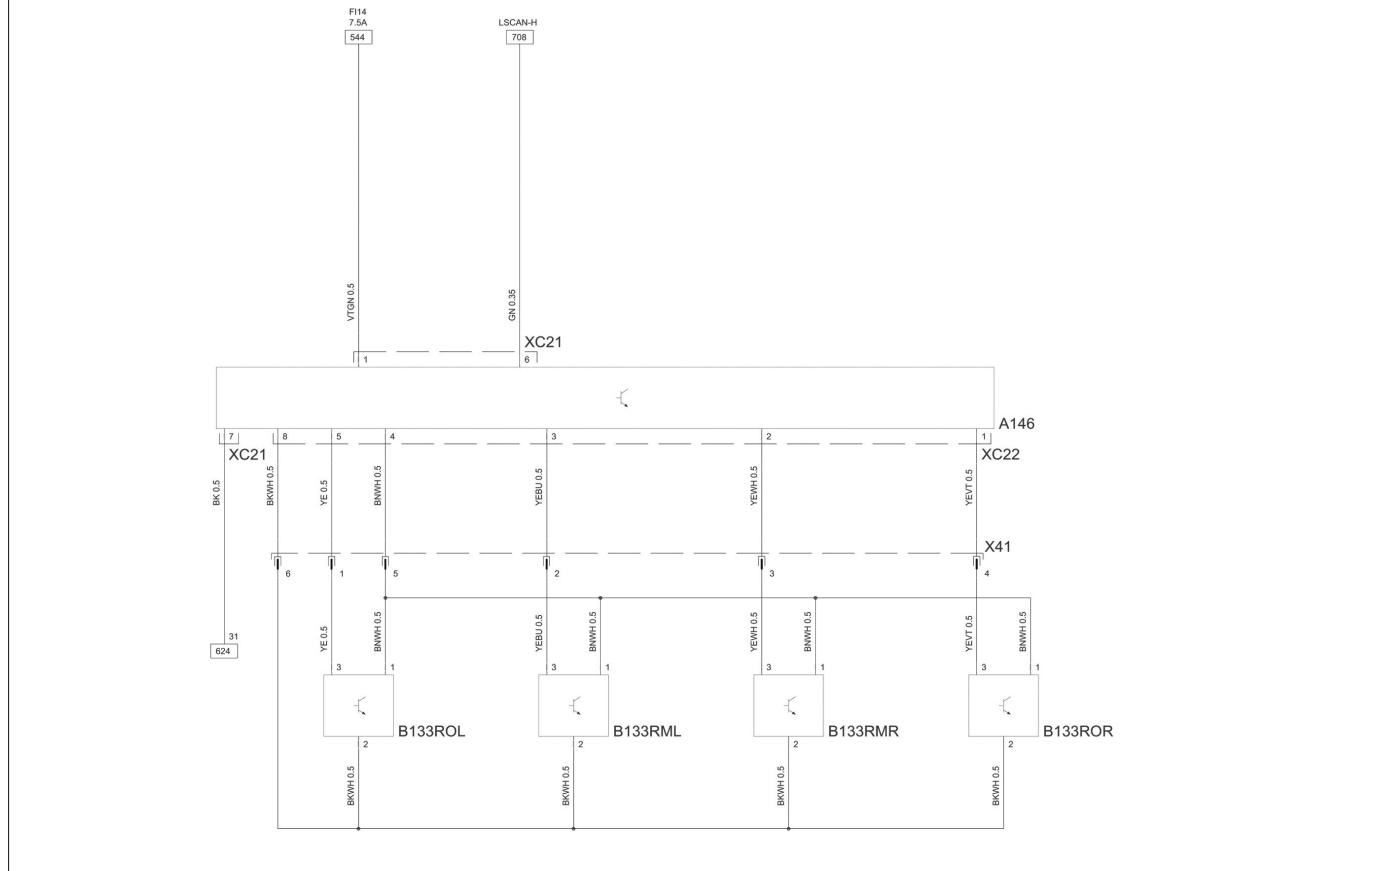 FI14
7.5A
544
LSCAN-H
708
VTGN 0.5
GN 0.35
XC21
1
6
A146
7
8
5
4
3
2
1
XC21
XC22
BK 0.5
BKWH 0.5
YE 0.5
BNWH 0.5
YEBU 0.5
YEWH 0.5
YEVT 0.5
X41
6
1
5
2
3
4
31
624
YE 0.5
BNWH 0.5
YEBU 0.5
BNWH 0.5
YEWH 0.5
BNWH 0.5
YEVT 0.5
BNWH 0.5
3
1
3
1
3
1
3
1
B133ROL
B133RML
B133RMR
B133ROR
2
2
2
2
BKWH 0.5
BKWH 0.5
BKWH 0.5
BKWH 0.5